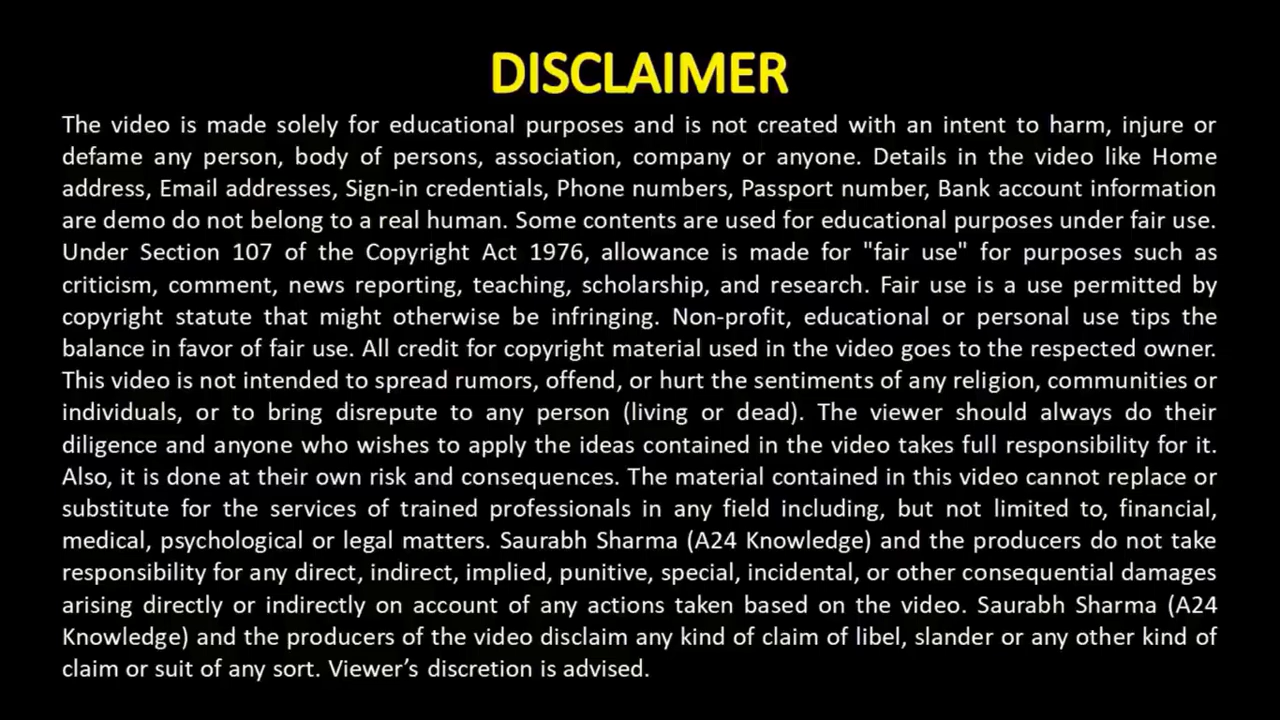 DISCLAIMER
The video is made solely for educational purposes and is not created with an intent to harm, injure or
defame any person, body of persons, association, company or anyone. Details in the video like Home
address, Email addresses, Sign-in credentials, Phone numbers, Passport number, Bank account information
are demo do not belong to a real human. Some contents are used for educational purposes under fair use.
Under Section 107 of the Copyright Act 1976, allowance is made for "fair use" for purposes such as
criticism, comment, news reporting, teaching, scholarship, and research. Fair use is a use permitted by
copyright statute that might otherwise be infringing. Non-profit, educational or personal use tips the
balance in favor of fair use. All credit for copyright material used in the video goes to the respected owner.
This video is not intended to spread rumors, offend, or hurt the sentiments of any religion, communities or
individuals, or to bring disrepute to any person (living or dead). The viewer should always do their
diligence and anyone who wishes to apply the ideas contained in the video takes full responsibility for it.
Also, it is done at their own risk and consequences. The material contained in this video cannot replace or
substitute for the services of trained professionals in any field including, but not limited to, financial,
medical, psychological or legal matters. Saurabh Sharma (A24 Knowledge) and the producers do not take
responsibility for any direct, indirect, implied, punitive, special, incidental, or other consequential damages
arising directly or indirectly on account of any actions taken based on the video. Saurabh Sharma (A24
Knowledge) and the producers of the video disclaim any kind of claim of libel, slander or any other kind of
claim or suit of any sort. Viewer’s discretion is advised.